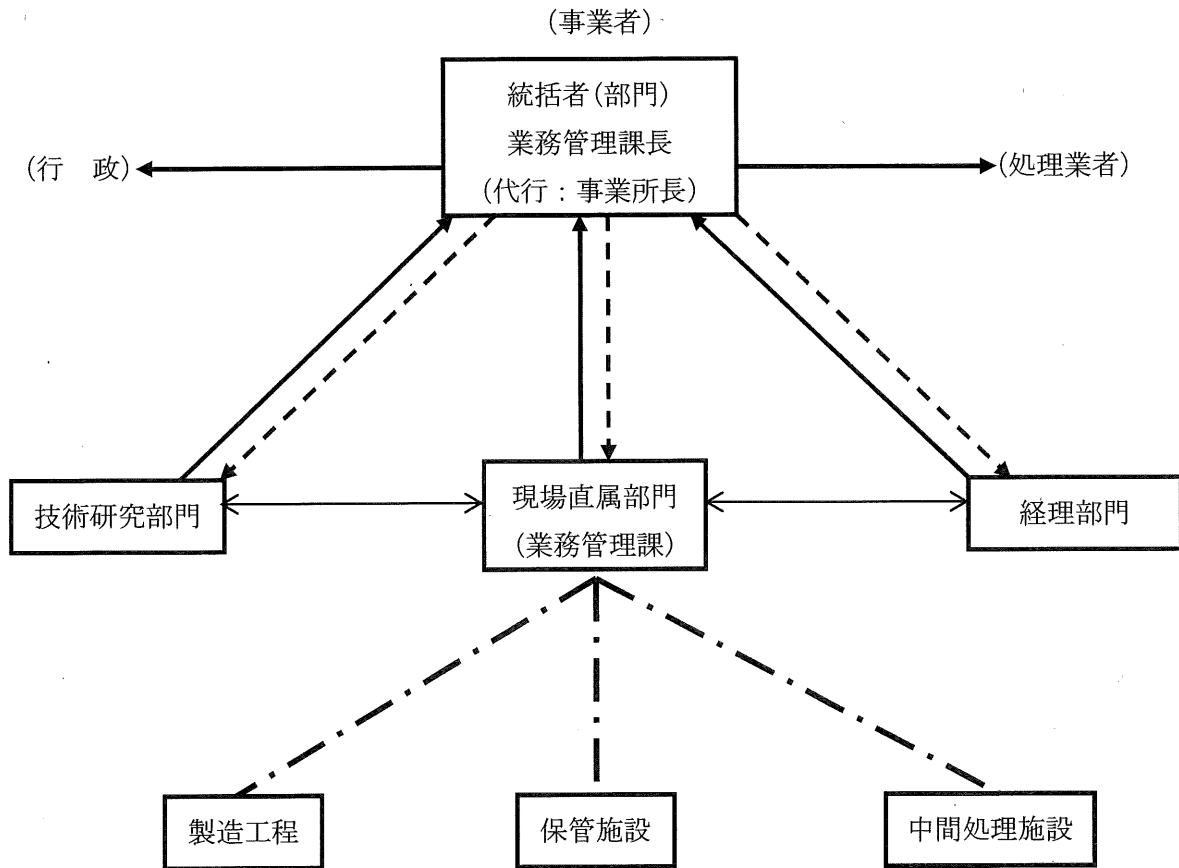 (事業者)
統括者(部門)
業務管理課長
(代行:事業所長)
(行　政)
(処理業者)
技術研究部門
現場直属部門
(業務管理課)
経理部門
製造工程
保管施設
中間処理施設